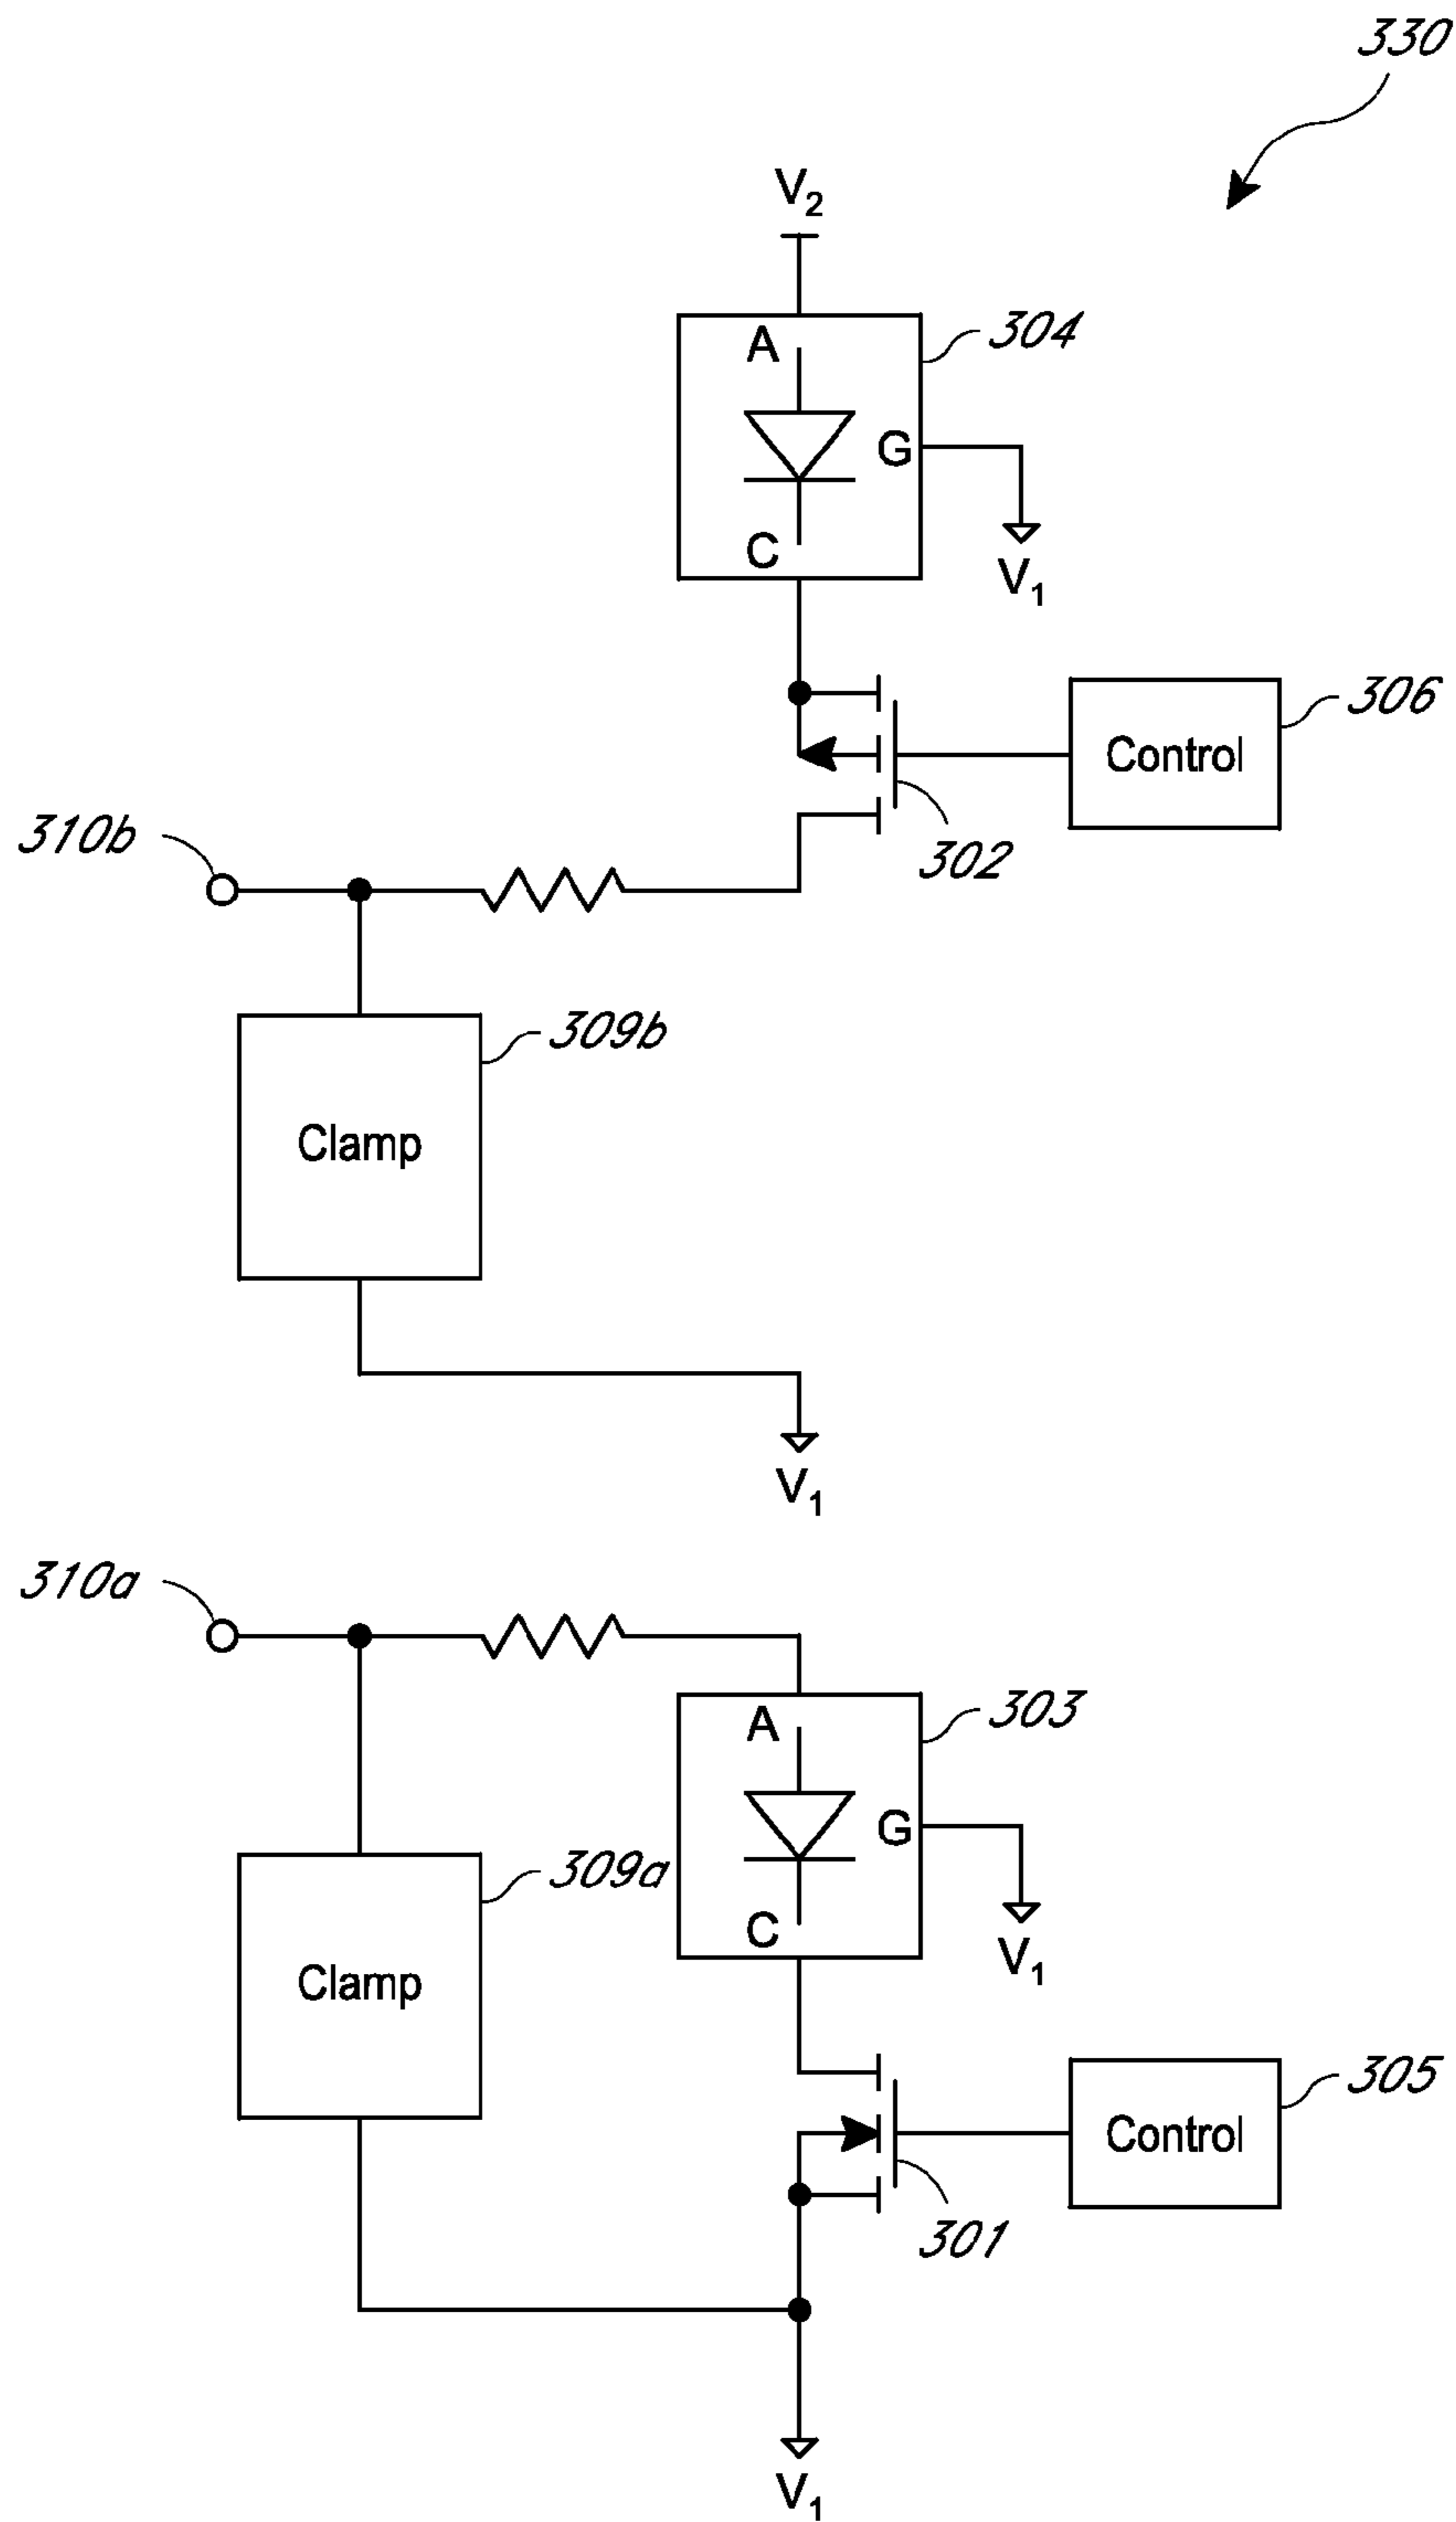 330
V₂
A
304
G
C
V₁
306
Control
310b
302
309b
Clamp
V₁
310a
303
A
G
309a
C
Clamp
V₁
305
Control
301
V₁